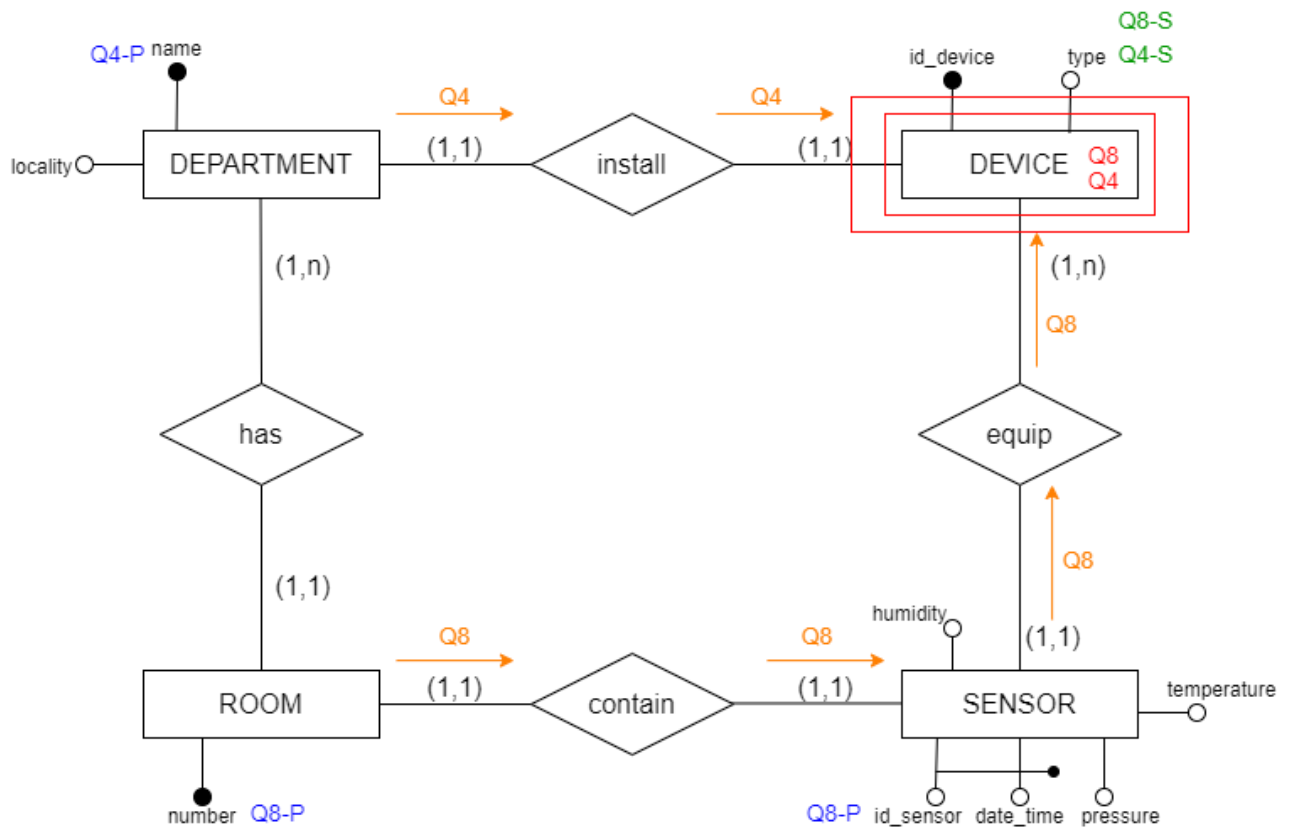 Q8-S
Q4-P name
id_device type Q4-S
Q4 Q4
locality DEPARTMENT (1,1) install (1,1) DEVICE Q8
Q4
(1,n) (1,n)
Q8
has equip
Q8
(1,1) humidity (1,1)
Q8 Q8
ROOM (1,1) contain (1,1) SENSOR temperature
number Q8-P Q8-P id_sensor date_time pressure